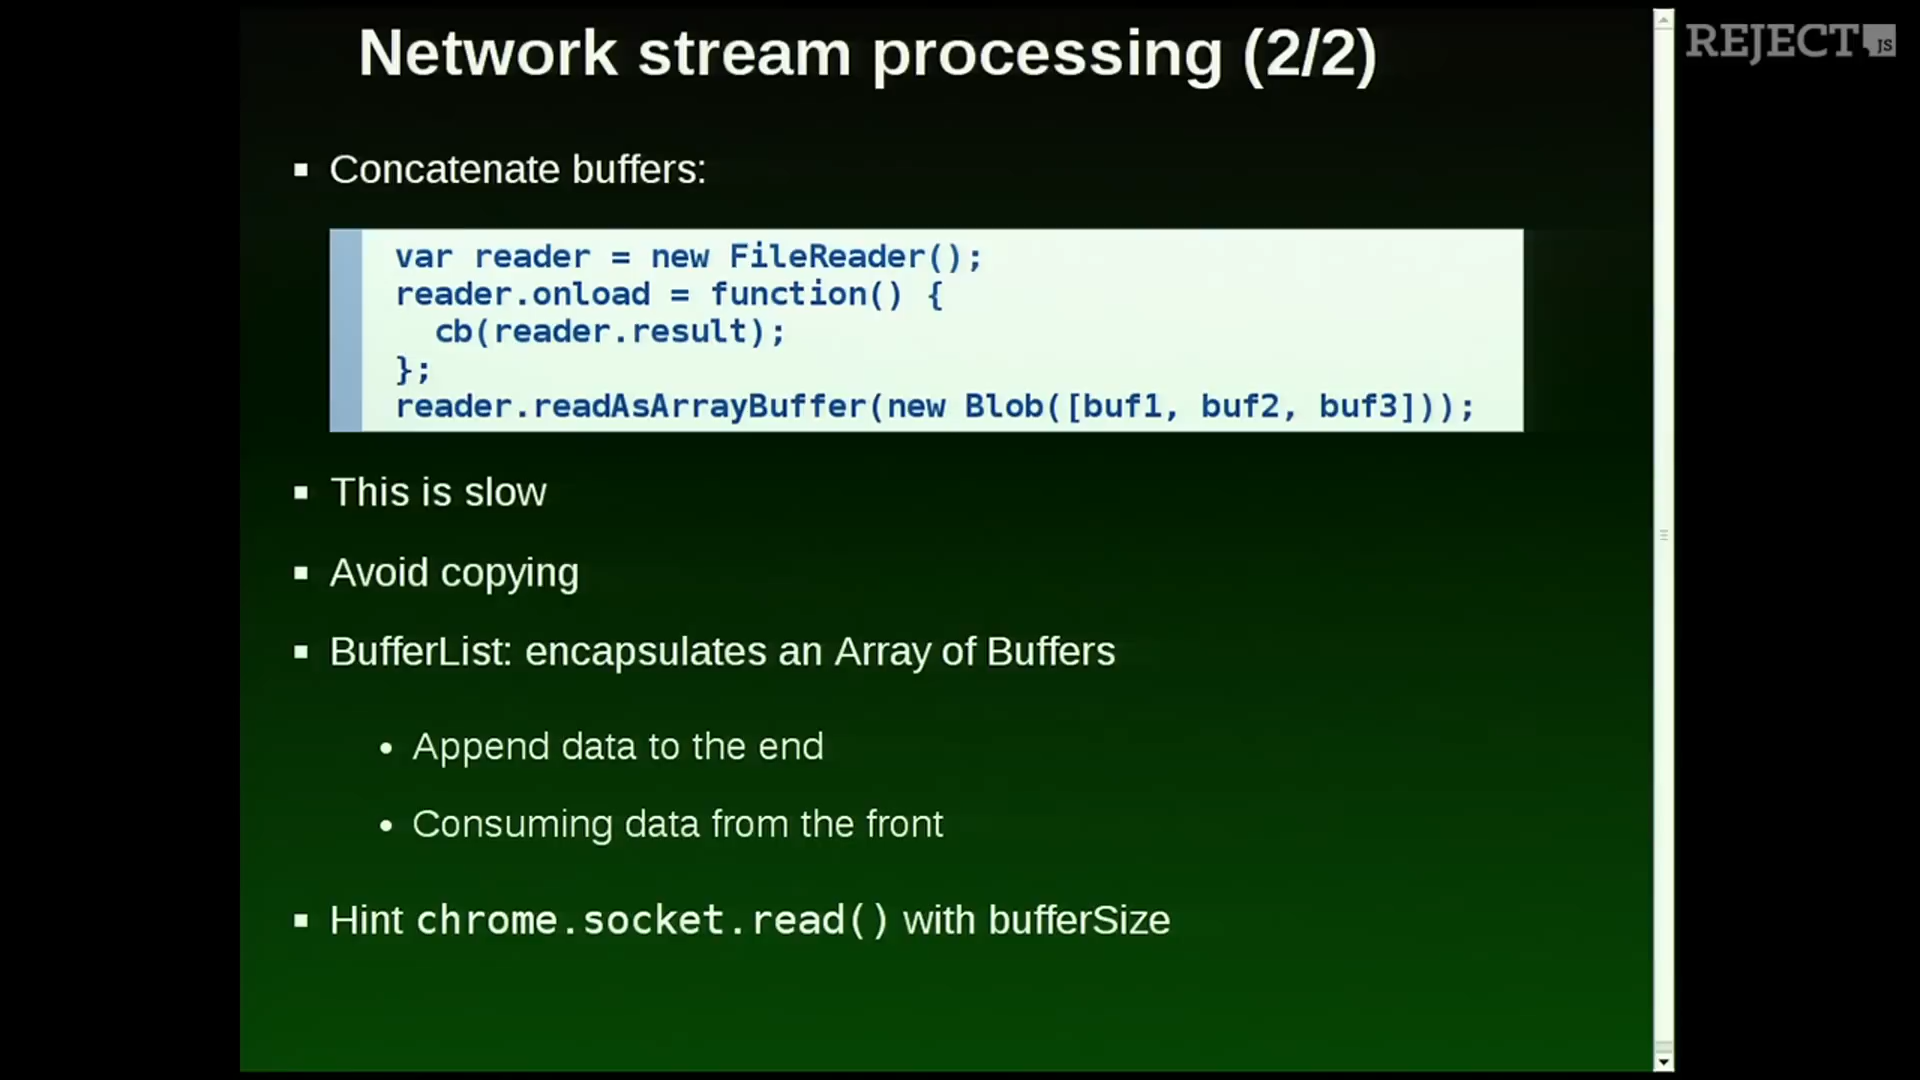 Network stream processing (2/2)
REJECT JS
Concatenate buffers:
var reader = new FileReader();
reader.onload = function() {
cb(reader.result);
};
reader.readAsArrayBuffer(new Blob([buf1, buf2, buf3]));
This is slow
Avoid copying
BufferList: encapsulates an Array of Buffers
Append data to the end
Consuming data from the front
Hint chrome.socket.read() with bufferSize